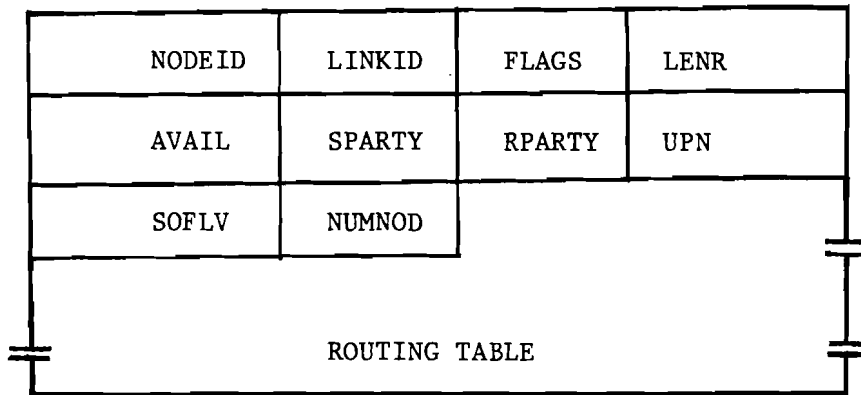 NODEID LINKID FLAGS LENR
AVAIL SPARTY RPARTY UPN
SOFLV NUMNOD
ROUTING TABLE